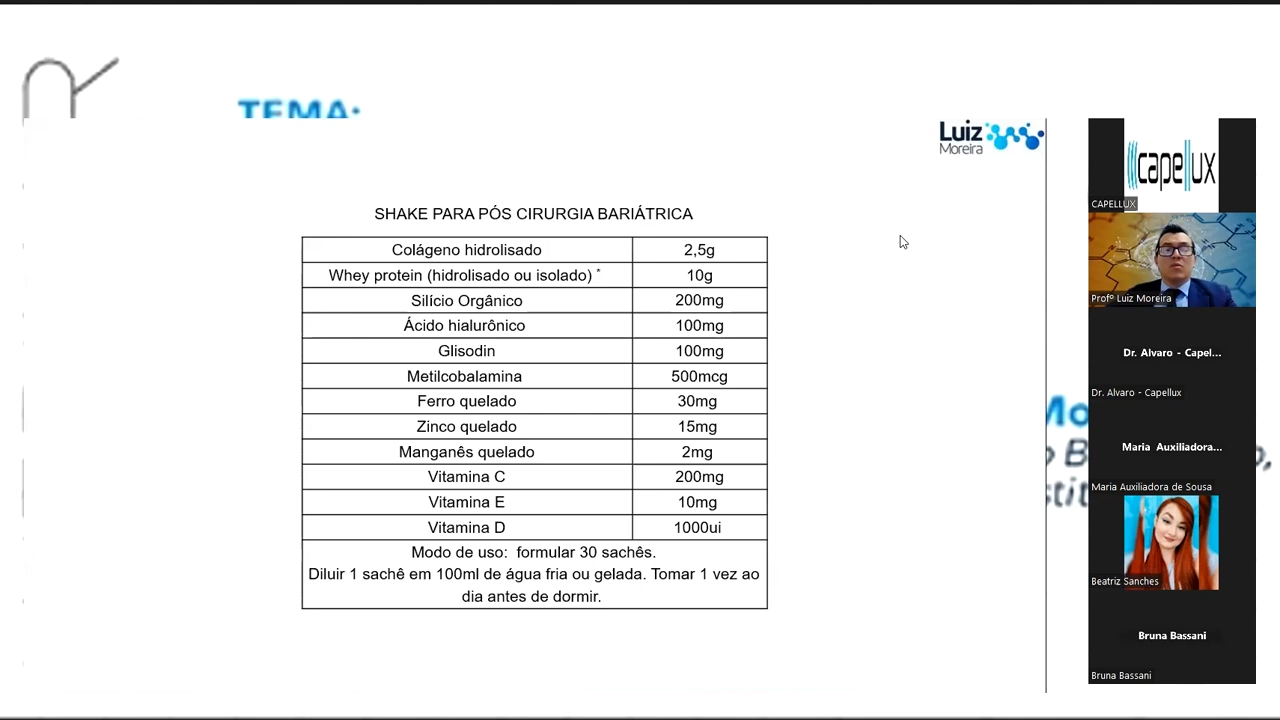 TEMA:
Luiz
Moreira
SHAKE PARA PÓS CIRURGIA BARIÁTRICA
Colágeno hidrolisado 2,5g
Whey protein (hidrolisado ou isolado) * 10g
Silício Orgânico 200mg
Ácido hialurônico 100mg
Glisodin 100mg
Metilcobalamina 500mcg
Ferro quelado 30mg
Zinco quelado 15mg
Manganês quelado 2mg
Vitamina C 200mg
Vitamina E 10mg
Vitamina D 1000ui
Modo de uso: formular 30 sachês.
Diluir 1 sachê em 100ml de água fria ou gelada. Tomar 1 vez ao
dia antes de dormir.
capellux
CAPELLUX
Profº Luiz Moreira
Dr. Alvaro - Capel...
Dr. Alvaro - Capellux
Maria Auxiliadora...
Maria Auxiliadora de Sousa
Beatriz Sanches
Bruna Bassani
Bruna Bassani